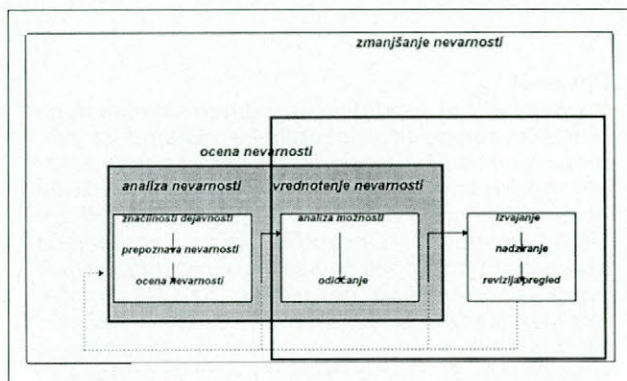 zmanjšanje nevarnosti
ocena nevarnosti
analiza nevarnosti
vrednotenje nevarnosti
značilnosti dejavnosti
prepoznava nevarnosti
ocena nevarnosti
analiza možnosti
odločanje
izvajanje
nadziranje
revizija/pregled